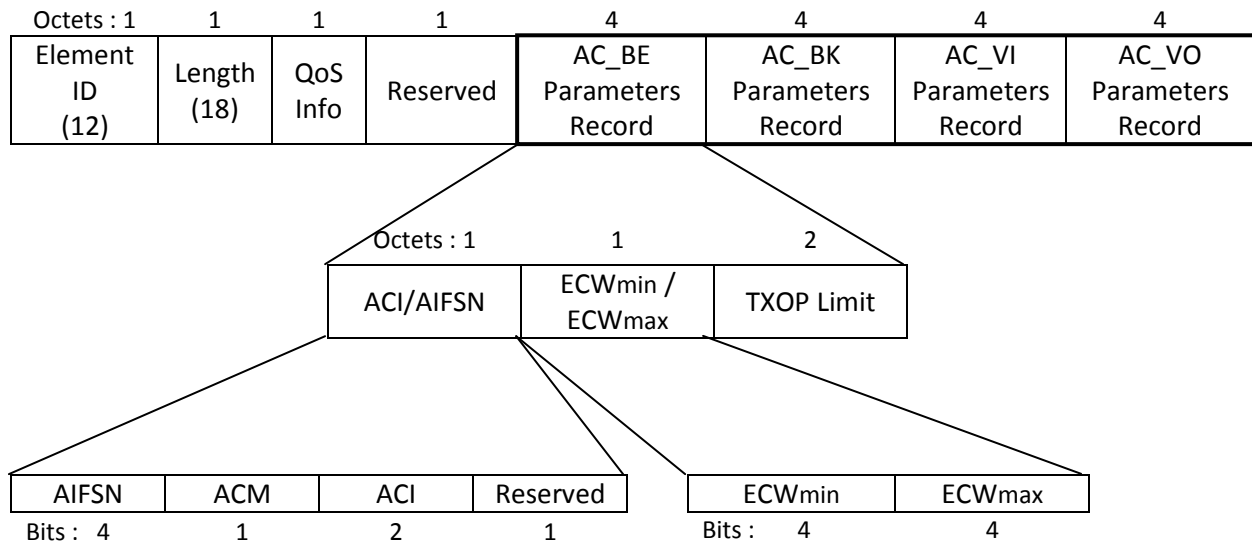 Octets : 1 1 1 1 4 4 4 4
Element ID (12) Length (18) QoS Info Reserved AC_BE Parameters Record AC_BK Parameters Record AC_VI Parameters Record AC_VO Parameters Record
Octets : 1 1 2
ACI/AIFSN ECWmin / ECWmax TXOP Limit
AIFSN ACM ACI Reserved ECWmin ECWmax
Bits : 4 1 2 1 Bits : 4 4